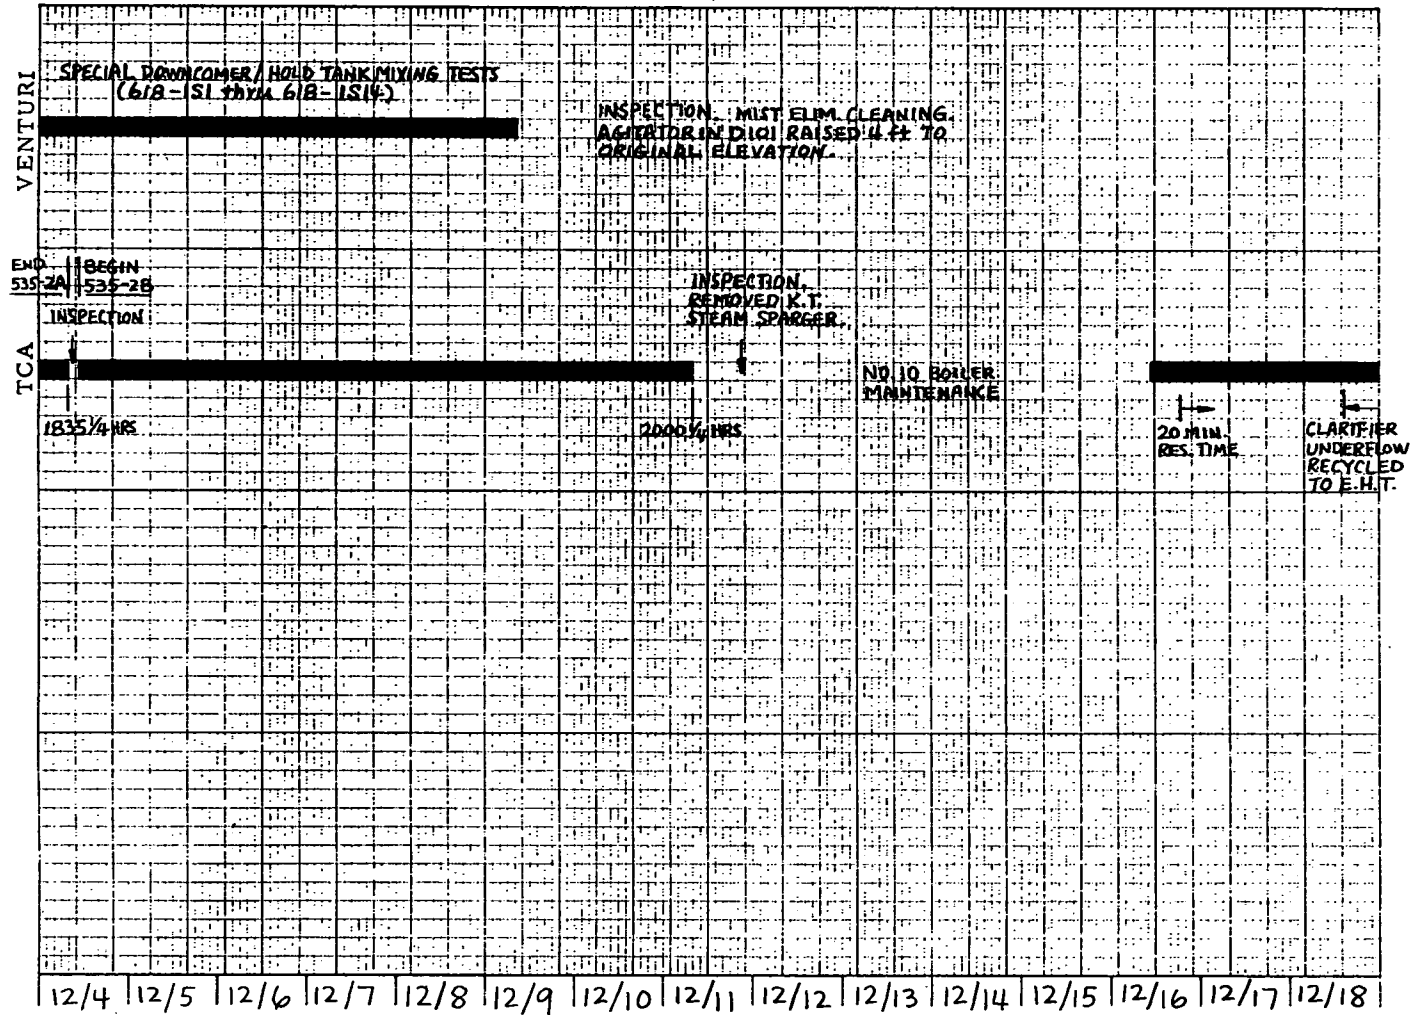 VENTURI
SPECIAL DOWNCOMER/HOLD TANK MIXING TESTS
(618-1S1 thru 618-1S14)
INSPECTION. MIST ELIM. CLEANING.
AGITATOR IN D101 RAISED 4 ft TO
ORIGINAL ELEVATION.
TCA
END
535-2A
BEGIN
535-2B
INSPECTION
1835 1/4 HRS
2000 1/4 HRS
INSPECTION.
REMOVED K.T.
STEAM SPARGER.
NO. 10 BOILER
MAINTENANCE
20 MIN.
RES. TIME
CLARIFIER
UNDERFLOW
RECYCLED
TO E.H.T.
12/4 12/5 12/6 12/7 12/8 12/9 12/10 12/11 12/12 12/13 12/14 12/15 12/16 12/17 12/18